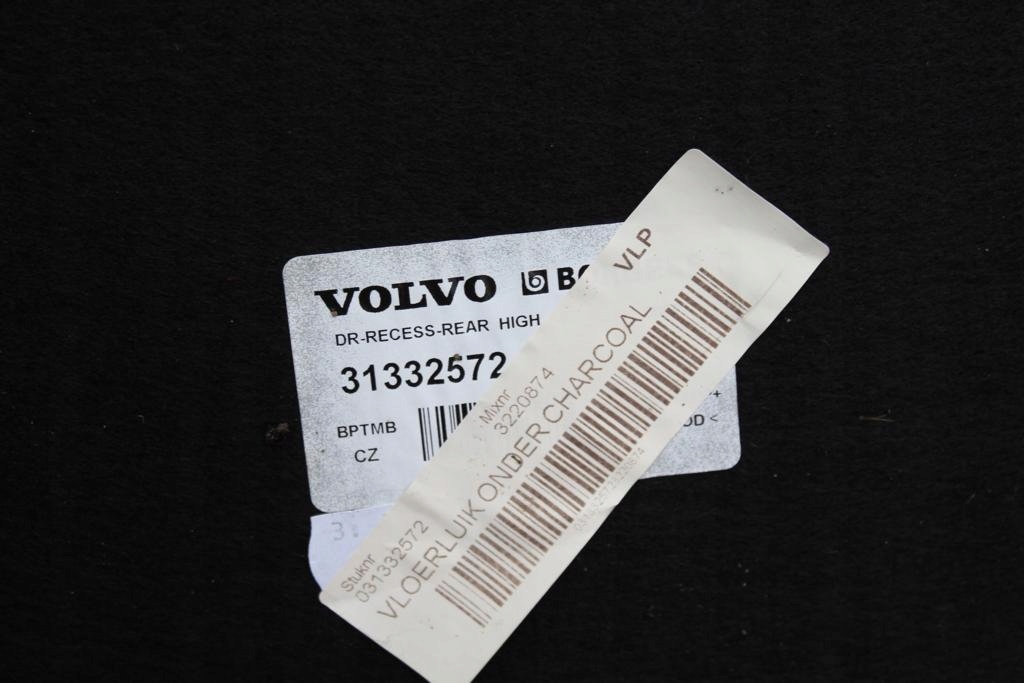 VOLVO
DR-RECESS-REAR HIGH
31332572
BPTMB
CZ
VLP
Mixnr
3220874
Stuknr
031332572
VLOERLUIK ONDER CHARCOAL